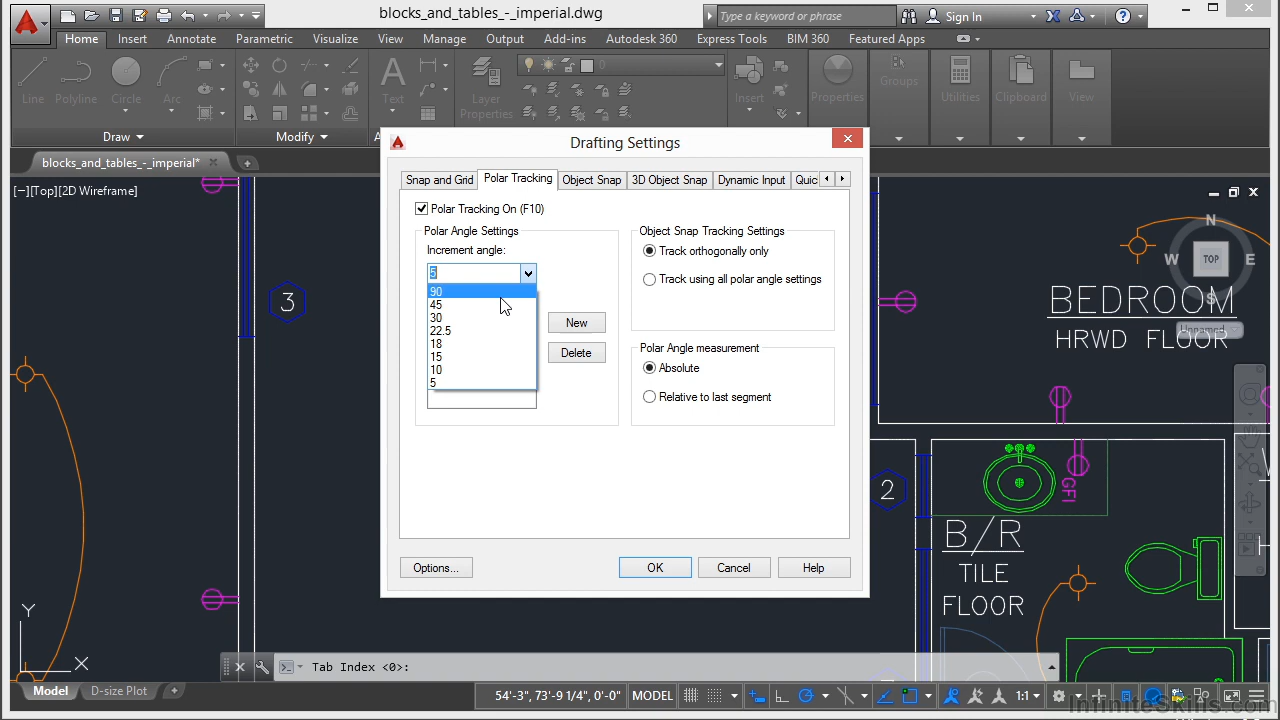 blocks_and_tables_-_imperial.dwg
Type a keyword or phrase
Sign In
Home Insert Annotate Parametric Visualize View Manage Output Add-ins Autodesk 360 Express Tools BIM 360 Featured Apps
0
Line Polyline Circle Arc Text Layer Properties Insert Properties Groups Utilities Clipboard View
Draw Modify
blocks_and_tables_-_imperial*
[−][Top][2D Wireframe]
Drafting Settings
Snap and Grid Polar Tracking Object Snap 3D Object Snap Dynamic Input Quic
Polar Tracking On (F10)
Polar Angle Settings
Increment angle:
5
90
45
30
22.5
18
15
10
5
New
Delete
Object Snap Tracking Settings
Track orthogonally only
Track using all polar angle settings
Polar Angle measurement
Absolute
Relative to last segment
Options...
OK
Cancel
Help
3
N
W TOP E
S
Unnamed
BEDROOM
HRWD FLOOR
2
GFI
B/R
TILE
FLOOR
Y
X
Tab Index <0>:
Model D-size Plot
54'-3", 73'-9 1/4", 0'-0" MODEL 1:1
InfiniteSkills.com